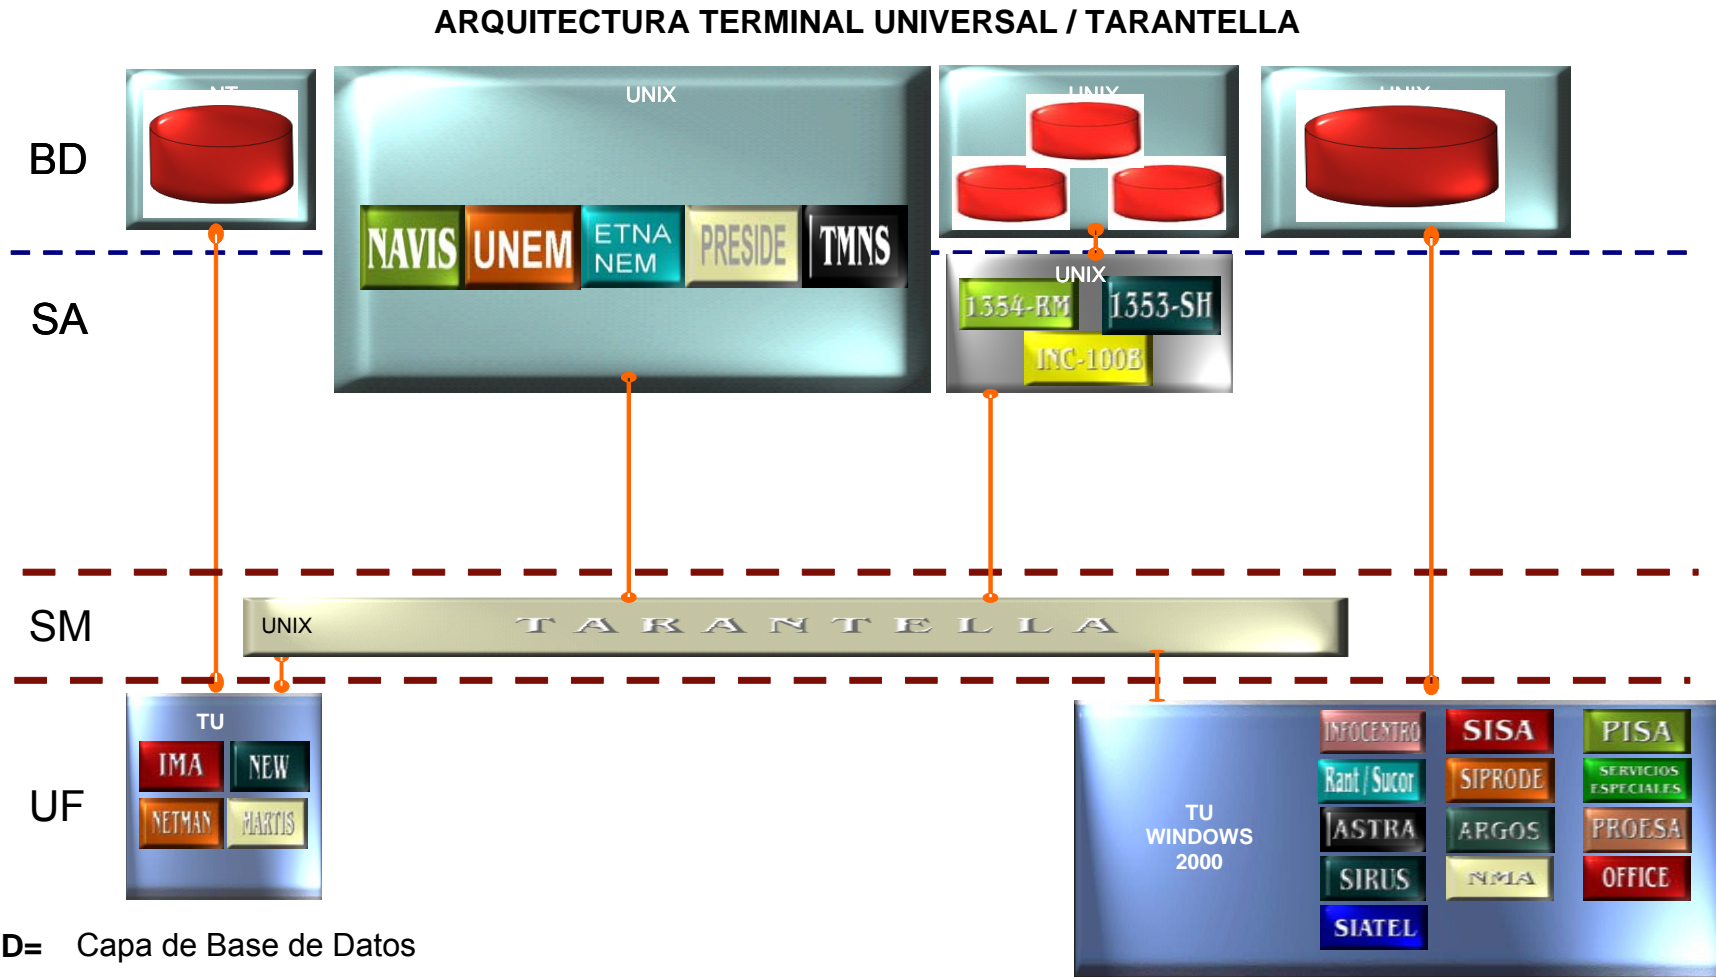 ARQUITECTURA TERMINAL UNIVERSAL / TARANTELLA
NT
UNIX
UNIX
UNIX
BD
NAVIS
UNEM
ETNA
NEM
PRESIDE
TMNS
SA
UNIX
1354-RM
1353-SH
INC-100B
SM
UNIX
TARANTELLA
UF
TU
IMA
NEW
NETMAN
MARTIS
TU
WINDOWS
2000
INFOCENTRO
SISA
PISA
Rant / Sucor
SIPRODE
SERVICIOS
ESPECIALES
ASTRA
ARGOS
PROESA
SIRUS
NMA
OFFICE
SIATEL
D= Capa de Base de Datos